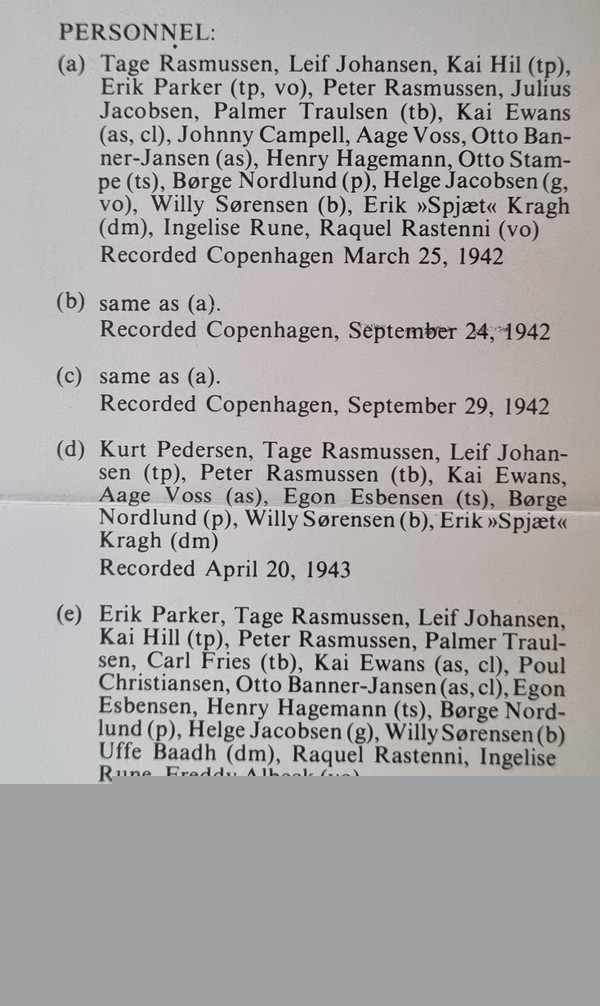 PERSONNEL:
(a) Tage Rasmussen, Leif Johansen, Kai Hil (tp),
Erik Parker (tp, vo), Peter Rasmussen, Julius
Jacobsen, Palmer Traulsen (tb), Kai Ewans
(as, cl), Johnny Campell, Aage Voss, Otto Ban-
ner-Jansen (as), Henry Hagemann, Otto Stam-
pe (ts), Børge Nordlund (p), Helge Jacobsen (g,
vo), Willy Sørensen (b), Erik »Spjæt« Kragh
(dm), Ingelise Rune, Raquel Rastenni (vo)
Recorded Copenhagen March 25, 1942
(b) same as (a).
Recorded Copenhagen, September 24, 1942
(c) same as (a).
Recorded Copenhagen, September 29, 1942
(d) Kurt Pedersen, Tage Rasmussen, Leif Johan-
sen (tp), Peter Rasmussen (tb), Kai Ewans,
Aage Voss (as), Egon Esbensen (ts), Børge
Nordlund (p), Willy Sørensen (b), Erik »Spjæt«
Kragh (dm)
Recorded April 20, 1943
(e) Erik Parker, Tage Rasmussen, Leif Johansen,
Kai Hill (tp), Peter Rasmussen, Palmer Traul-
sen, Carl Fries (tb), Kai Ewans (as, cl), Poul
Christiansen, Otto Banner-Jansen (as, cl), Egon
Esbensen, Henry Hagemann (ts), Børge Nord-
lund (p), Helge Jacobsen (g), Willy Sørensen (b)
Uffe Baadh (dm), Raquel Rastenni, Ingelise
Rune, Freddy Albeck (vo)